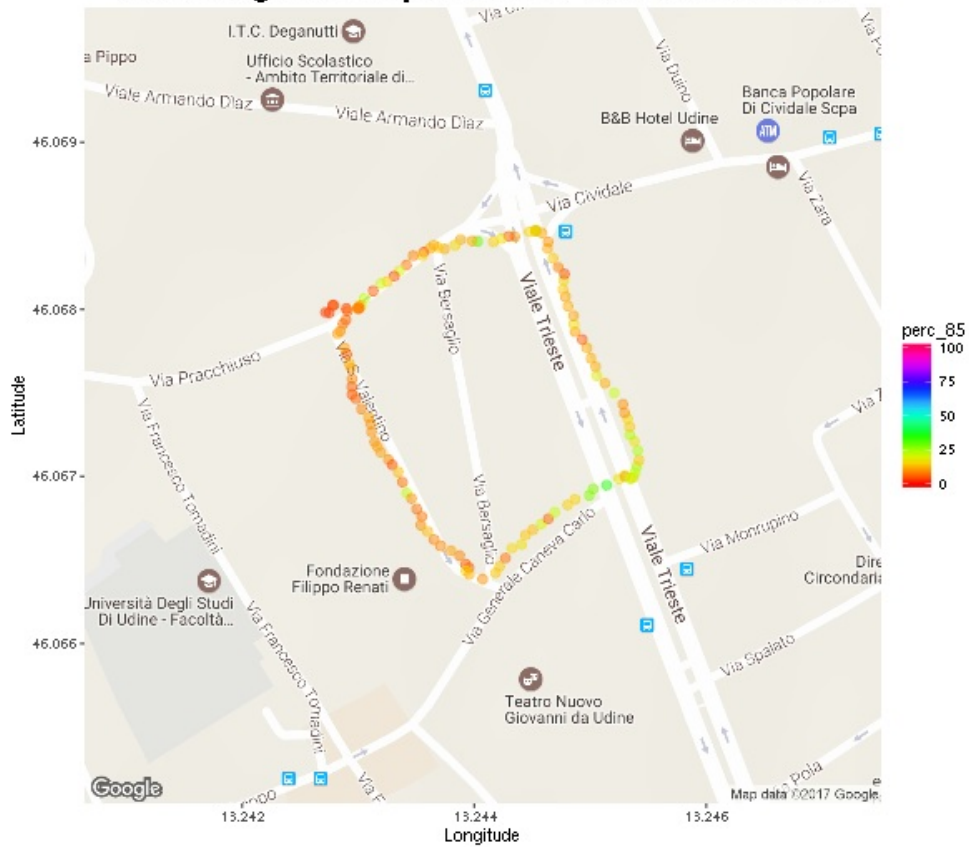 I.T.C. Deganutti
Via
a Pippo
Ufficio Scolastico
- Ambito Territoriale di...
Via Duino
Viale Armando Dìaz
Viale Armando Dìaz
Banca Popolare
Di Cividale Scpa
ATM
B&B Hotel Udine
Via Cividale
Via Zara
46.069
46.068
46.067
46.066
Latitude
Via Bersaglio
Viale Trieste
Via Pracchiuso
Via S. Valentino
Via Francesco Tomadini
Via
Via Bersaglio
Via Generale Caneva Carlo
Via Monrupino
Viale Trieste
Dire
Circondaria
Fondazione
Filippo Renati
Università Degli Studi
Di Udine - Facoltà...
Via Francesco Tomadini
Via Spalato
Teatro Nuovo
Giovanni da Udine
Pola
Via F
Google
Map data ©2017 Google
13.242
13.244
13.246
Longitude
perc_85
100
75
50
25
0